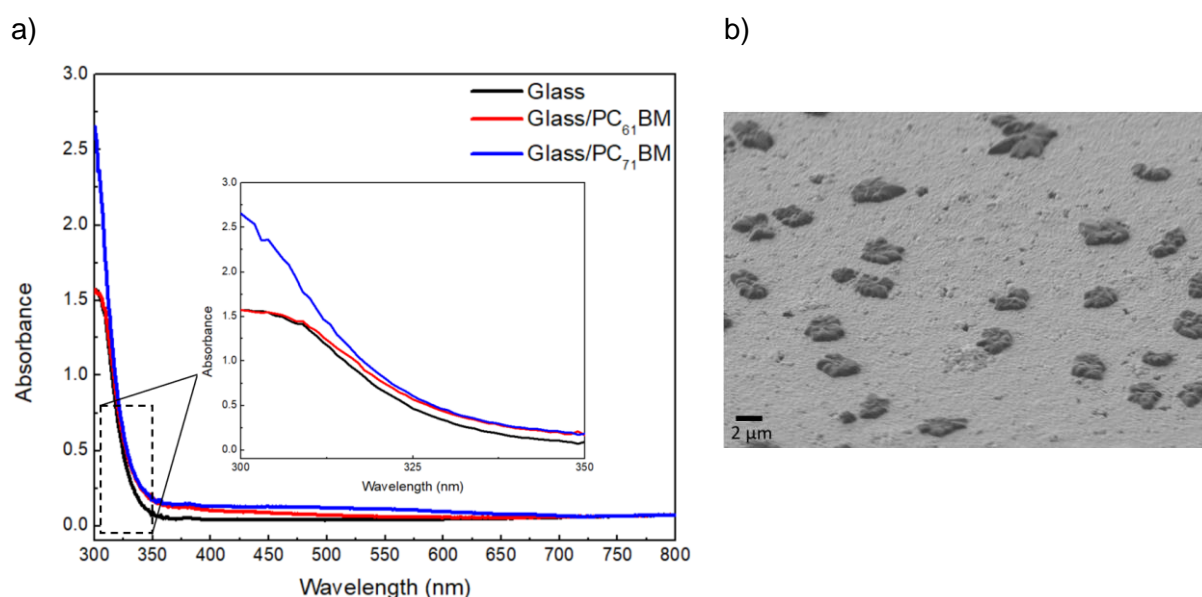 a)
b)
3.0
2.5
2.0
1.5
1.0
0.5
0.0
Absorbance
Glass
Glass/PC₆₁BM
Glass/PC₇₁BM
3.0
2.5
2.0
1.5
1.0
0.5
0.0
Absorbance
300 325 350
Wavelength (nm)
300 350 400 450 500 550 600 650 700 750 800
Wavelength (nm)
2 µm